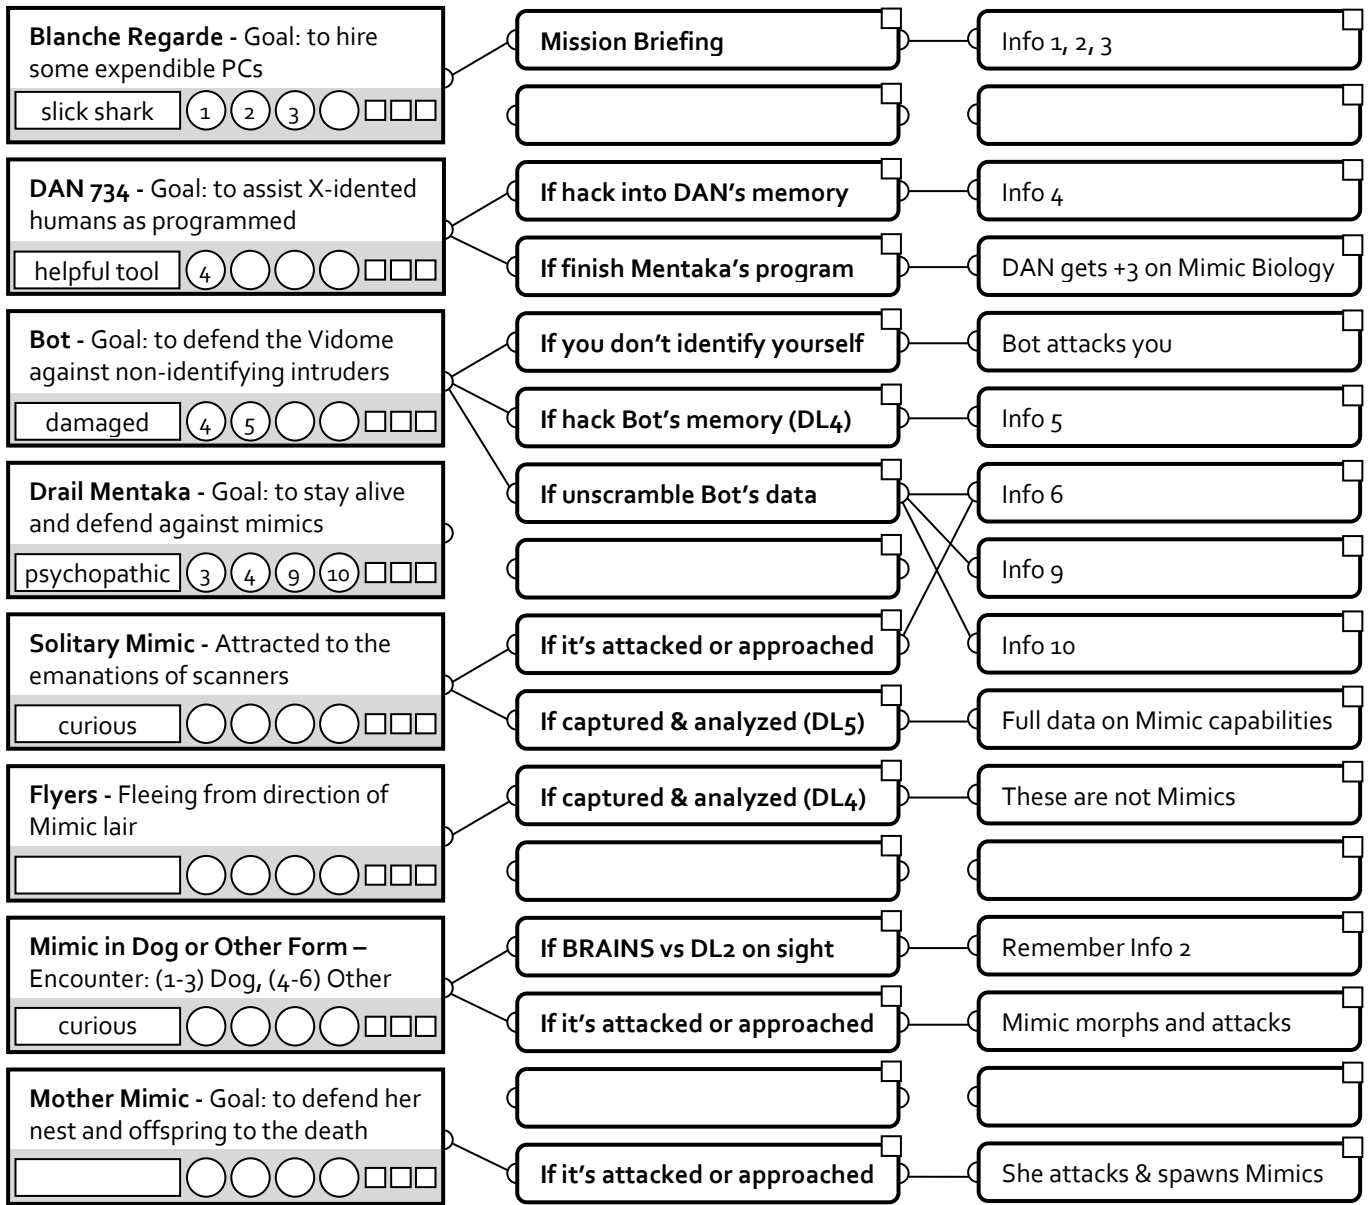 Blanche Regarde - Goal: to hire
some expendible PCs
slick shark 1 2 3
Mission Briefing
Info 1, 2, 3
DAN 734 - Goal: to assist X-idented
humans as programmed
helpful tool 4
If hack into DAN's memory
Info 4
If finish Mentaka's program
DAN gets +3 on Mimic Biology
Bot - Goal: to defend the Vidome
against non-identifying intruders
damaged 4 5
If you don't identify yourself
Bot attacks you
If hack Bot's memory (DL4)
Info 5
If unscramble Bot's data
Info 6
Info 9
Info 10
Drail Mentaka - Goal: to stay alive
and defend against mimics
psychopathic 3 4 9 10
Solitary Mimic - Attracted to the
emanations of scanners
curious
If it's attacked or approached
If captured & analyzed (DL5)
Full data on Mimic capabilities
Flyers - Fleeing from direction of
Mimic lair
If captured & analyzed (DL4)
These are not Mimics
Mimic in Dog or Other Form –
Encounter: (1-3) Dog, (4-6) Other
curious
If BRAINS vs DL2 on sight
Remember Info 2
If it's attacked or approached
Mimic morphs and attacks
Mother Mimic - Goal: to defend her
nest and offspring to the death
If it's attacked or approached
She attacks & spawns Mimics